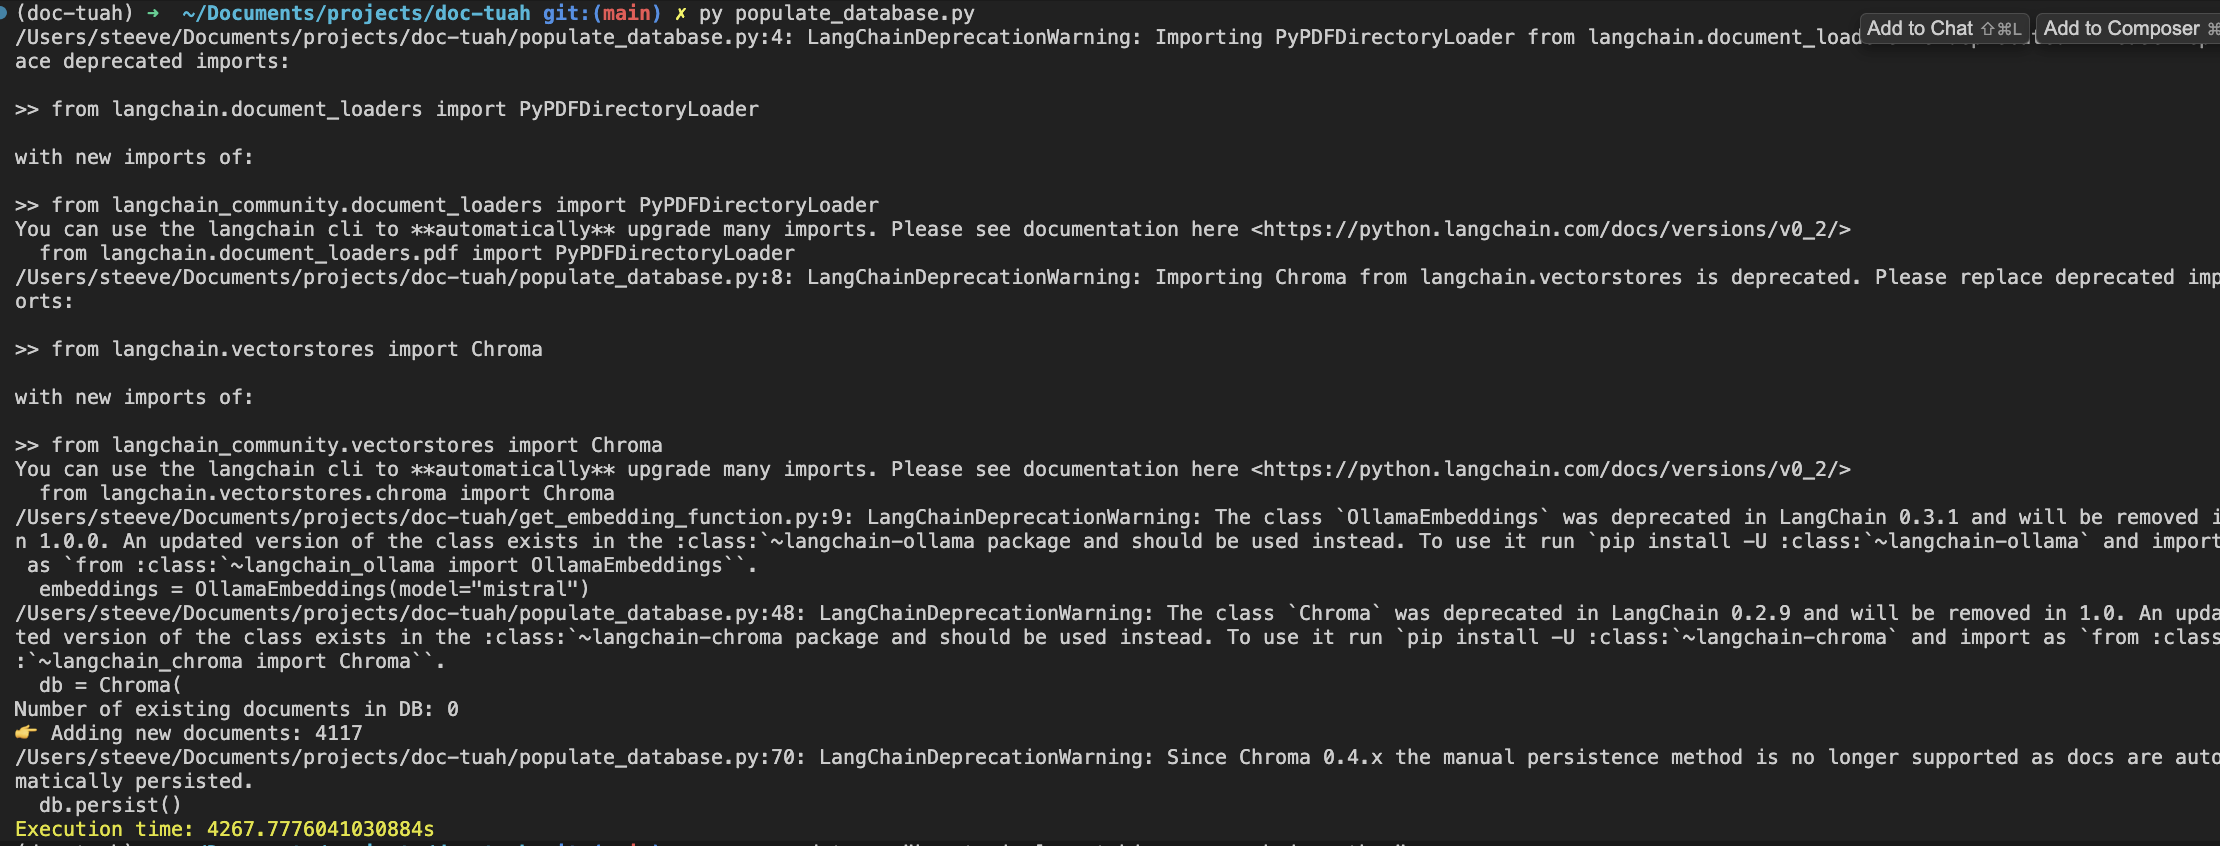 (doc-tuah) ➜  ~/Documents/projects/doc-tuah git:(main) ✗ py populate_database.py
Add to Chat ⇧⌘L Add to Composer ⌘
/Users/steeve/Documents/projects/doc-tuah/populate_database.py:4: LangChainDeprecationWarning: Importing PyPDFDirectoryLoader from langchain.document_load
ace deprecated imports:
>> from langchain.document_loaders import PyPDFDirectoryLoader
with new imports of:
>> from langchain_community.document_loaders import PyPDFDirectoryLoader
You can use the langchain cli to **automatically** upgrade many imports. Please see documentation here <https://python.langchain.com/docs/versions/v0_2/>
  from langchain.document_loaders.pdf import PyPDFDirectoryLoader
/Users/steeve/Documents/projects/doc-tuah/populate_database.py:8: LangChainDeprecationWarning: Importing Chroma from langchain.vectorstores is deprecated. Please replace deprecated imp
orts:
>> from langchain.vectorstores import Chroma
with new imports of:
>> from langchain_community.vectorstores import Chroma
You can use the langchain cli to **automatically** upgrade many imports. Please see documentation here <https://python.langchain.com/docs/versions/v0_2/>
  from langchain.vectorstores.chroma import Chroma
/Users/steeve/Documents/projects/doc-tuah/get_embedding_function.py:9: LangChainDeprecationWarning: The class `OllamaEmbeddings` was deprecated in LangChain 0.3.1 and will be removed i
n 1.0.0. An updated version of the class exists in the :class:`~langchain-ollama package and should be used instead. To use it run `pip install -U :class:`~langchain-ollama` and import
 as `from :class:`~langchain_ollama import OllamaEmbeddings``.
  embeddings = OllamaEmbeddings(model="mistral")
/Users/steeve/Documents/projects/doc-tuah/populate_database.py:48: LangChainDeprecationWarning: The class `Chroma` was deprecated in LangChain 0.2.9 and will be removed in 1.0. An upda
ted version of the class exists in the :class:`~langchain-chroma package and should be used instead. To use it run `pip install -U :class:`~langchain-chroma` and import as `from :class
:`~langchain_chroma import Chroma``.
  db = Chroma(
Number of existing documents in DB: 0
👉 Adding new documents: 4117
/Users/steeve/Documents/projects/doc-tuah/populate_database.py:70: LangChainDeprecationWarning: Since Chroma 0.4.x the manual persistence method is no longer supported as docs are auto
matically persisted.
  db.persist()
Execution time: 4267.7776041030884s